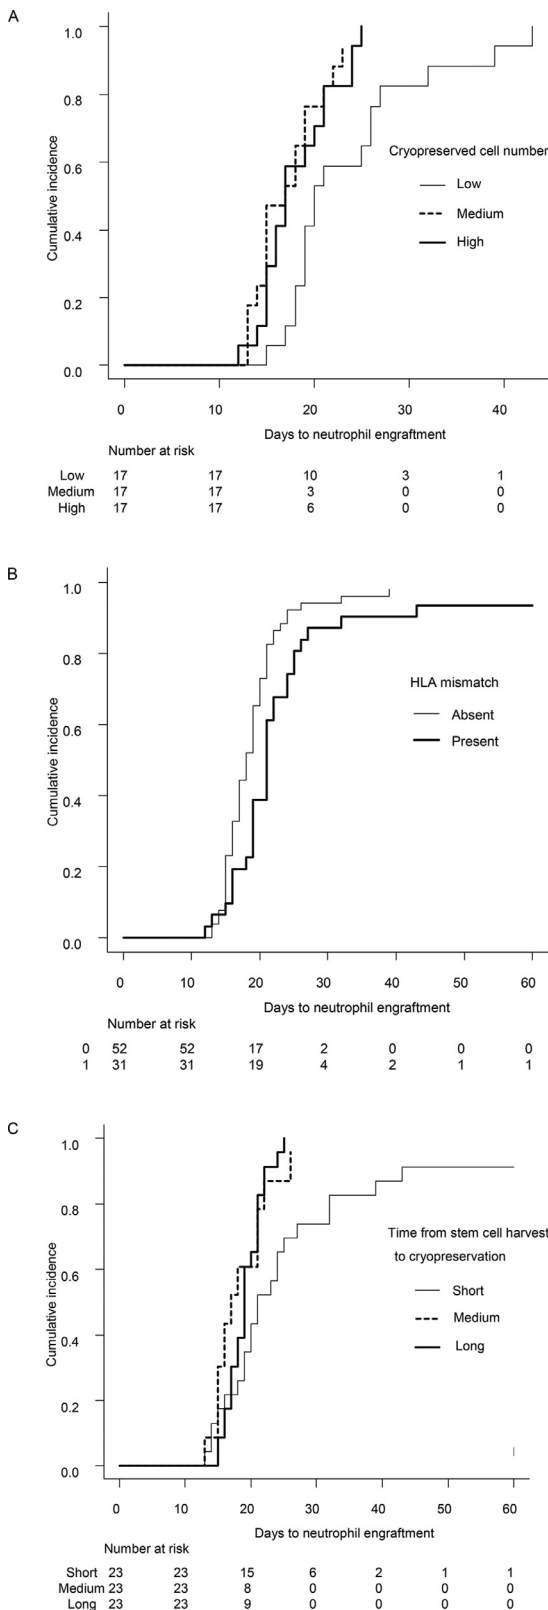 A
1.0
0.8
0.6
0.4
0.2
0.0
Cumulative incidence
Cryopreserved cell number
Low
Medium
High
0 10 20 30 40
Days to neutrophil engraftment
Number at risk
Low 17 17 10 3 1
Medium 17 17 3 0 0
High 17 17 6 0 0
B
1.0
0.8
0.6
0.4
0.2
0.0
Cumulative incidence
HLA mismatch
Absent
Present
0 10 20 30 40 50 60
Days to neutrophil engraftment
Number at risk
0 52 52 17 2 0 0 0
1 31 31 19 4 2 1 1
C
1.0
0.8
0.6
0.4
0.2
0.0
Cumulative incidence
Time from stem cell harvest
to cryopreservation
Short
Medium
Long
0 10 20 30 40 50 60
Days to neutrophil engraftment
Number at risk
Short 23 23 15 6 2 1 1
Medium 23 23 8 0 0 0 0
Long 23 23 9 0 0 0 0